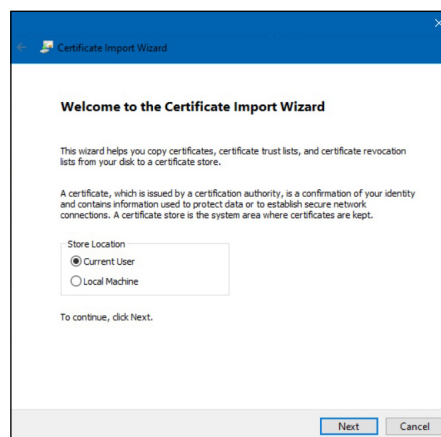 Certificate Import Wizard
Welcome to the Certificate Import Wizard
This wizard helps you copy certificates, certificate trust lists, and certificate revocation
lists from your disk to a certificate store.
A certificate, which is issued by a certification authority, is a confirmation of your identity
and contains information used to protect data or to establish secure network
connections. A certificate store is the system area where certificates are kept.
Store Location
Current User
Local Machine
To continue, click Next.
Next
Cancel